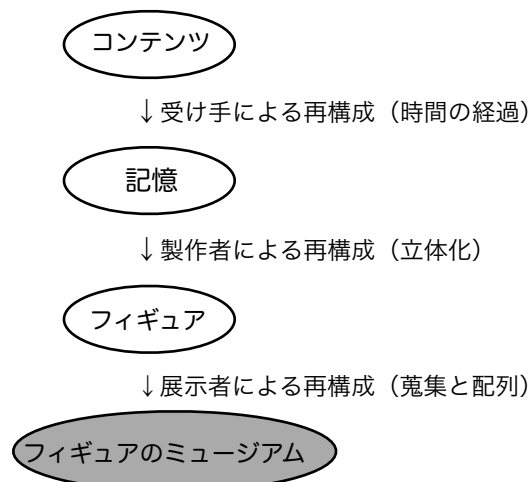 コンテンツ
↓受け手による再構成（時間の経過）
記憶
↓製作者による再構成（立体化）
フィギュア
↓展示者による再構成（蒐集と配列）
フィギュアのミュージアム